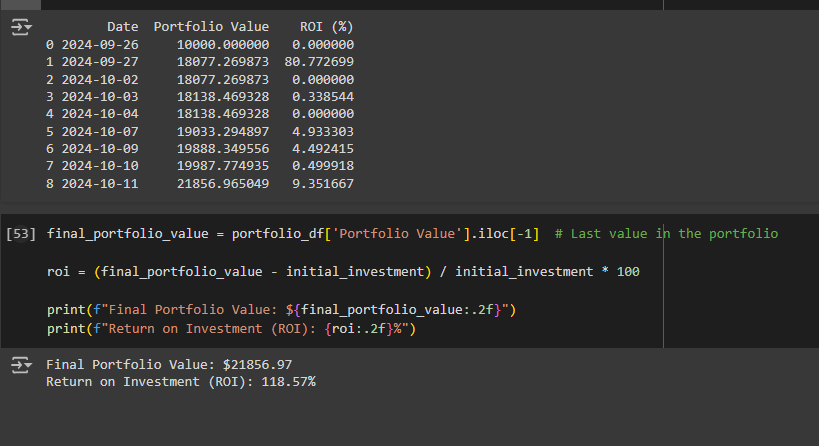 Date Portfolio Value ROI (%)
0 2024-09-26 10000.000000 0.000000
1 2024-09-27 18077.269873 80.772699
2 2024-10-02 18077.269873 0.000000
3 2024-10-03 18138.469328 0.338544
4 2024-10-04 18138.469328 0.000000
5 2024-10-07 19033.294897 4.933303
6 2024-10-09 19888.349556 4.492415
7 2024-10-10 19987.774935 0.499918
8 2024-10-11 21856.965049 9.351667
[53] final_portfolio_value = portfolio_df['Portfolio Value'].iloc[-1]  # Last value in the portfolio
roi = (final_portfolio_value - initial_investment) / initial_investment * 100
print(f"Final Portfolio Value: ${final_portfolio_value:.2f}")
print(f"Return on Investment (ROI): {roi:.2f}%")
Final Portfolio Value: $21856.97
Return on Investment (ROI): 118.57%